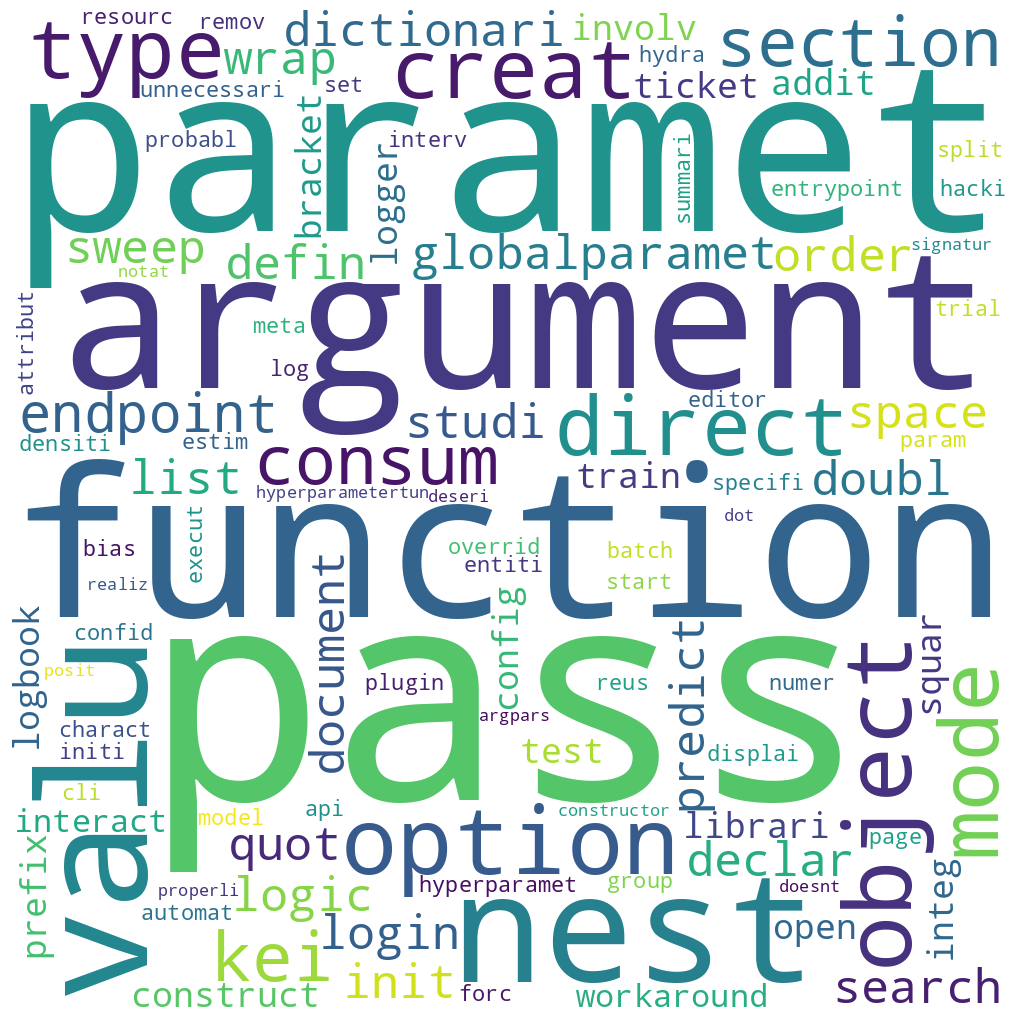 resourc
remov
dictionari
involv
section
type
wrap
creat
hydra
ticket
addit
unnecessari
set
paramet
probabl
bracket
interv
logger
summari
split
entrypoint
hacki
sweep
notat
defin
globalparamet
order
signatur
argument
attribut
meta
log
trial
endpoint
studi
direct
editor
space
param
densiti
estim
consum
list
hyperparametertun
deseri
train
specifi
doubl
function
dot
bias
execut
realiz
overrid
entiti
batch
start
pass
logbook
confid
posit
valu
document
config
plugin
argpars
reus
predict
numer
object
squar
mode
charact
initi
test
displai
cli
interact
model
api
constructor
quot
option
librari
declar
page
prefix
properli
automat
logic
hyperparamet
group
nest
doesnt
integ
login
open
kei
init
construct
forc
workaround
search